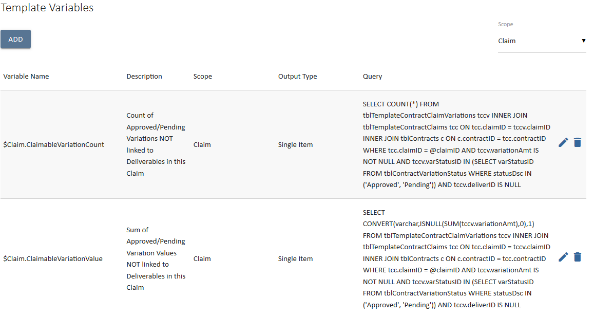 Template Variables
Scope
ADD
Claim
Variable Name Description Scope Output Type Query
SELECT COUNT(*) FROM
Count of tblTemplateContractClaimVariations tccv INNER JOIN
Approved/Pending tblTemplateContractClaims tcc ON tcc.claimID = tccv.claimID
Variations NOT INNER JOIN tblContracts c ON c.contractID = tcc.contractID
$Claim.ClaimableVariationCount Claim Single Item
linked to WHERE tcc.claimID = @claimID AND tccv.variationAmt IS
Deliverables in this NOT NULL AND tccv.varStatusID IN (SELECT varStatusID
Claim FROM tblContractVariationStatus WHERE statusDsc IN
('Approved', 'Pending')) AND tccv.deliverID IS NULL
SELECT
Sum of CONVERT(varchar,ISNULL(SUM(tccv.variationAmt),0),1)
Approved/Pending FROM tblTemplateContractClaimVariations tccv INNER JOIN
Variation Values tblTemplateContractClaims tcc ON tcc.claimID = tccv.claimID
$Claim.ClaimableVariationValue Claim Single Item
NOT linked to INNER JOIN tblContracts c ON c.contractID = tcc.contractID
Deliverables in this WHERE tcc.claimID = @claimID AND tccv.variationAmt IS
Claim NOT NULL AND tccv.varStatusID IN (SELECT varStatusID
FROM tblContractVariationStatus WHERE statusDsc IN
('Approved', 'Pending')) AND tccv.deliverID IS NULL